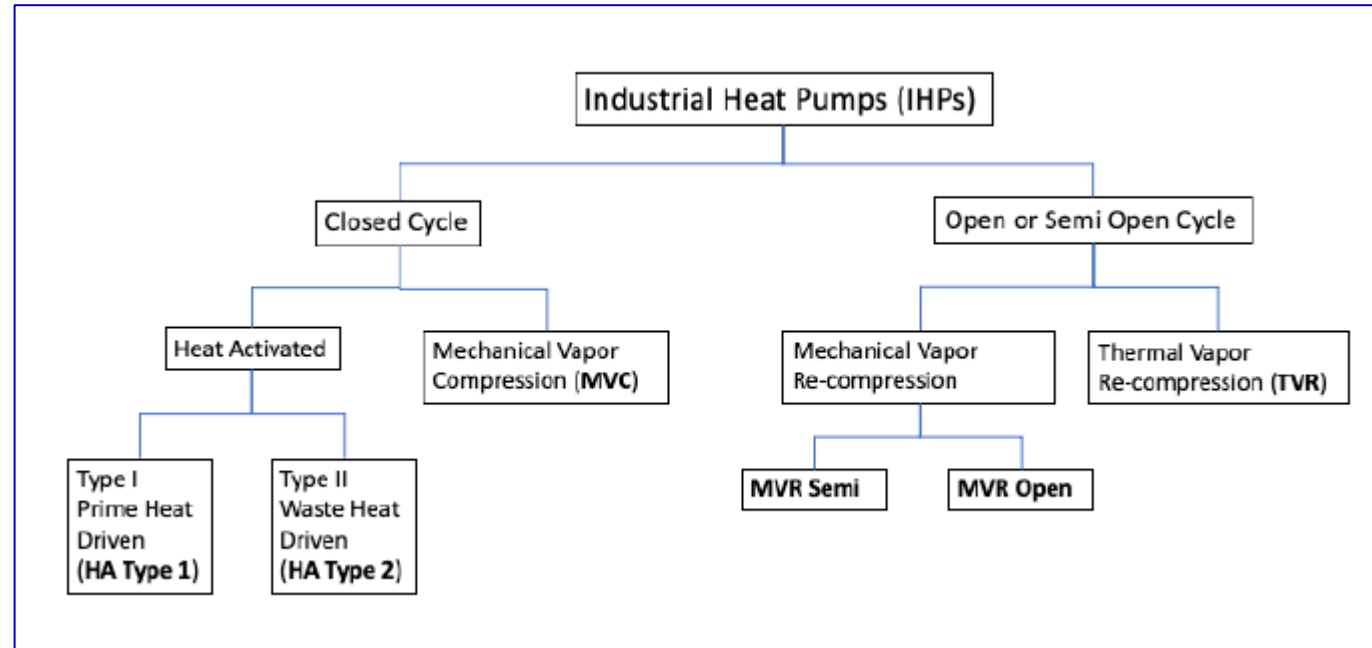 Industrial Heat Pumps (IHPs)
Closed Cycle
Open or Semi Open Cycle
Heat Activated
Mechanical Vapor
Compression (MVC)
Mechanical Vapor
Re-compression
Thermal Vapor
Re-compression (TVR)
Type I
Prime Heat
Driven
(HA Type 1)
Type II
Waste Heat
Driven
(HA Type 2)
MVR Semi
MVR Open